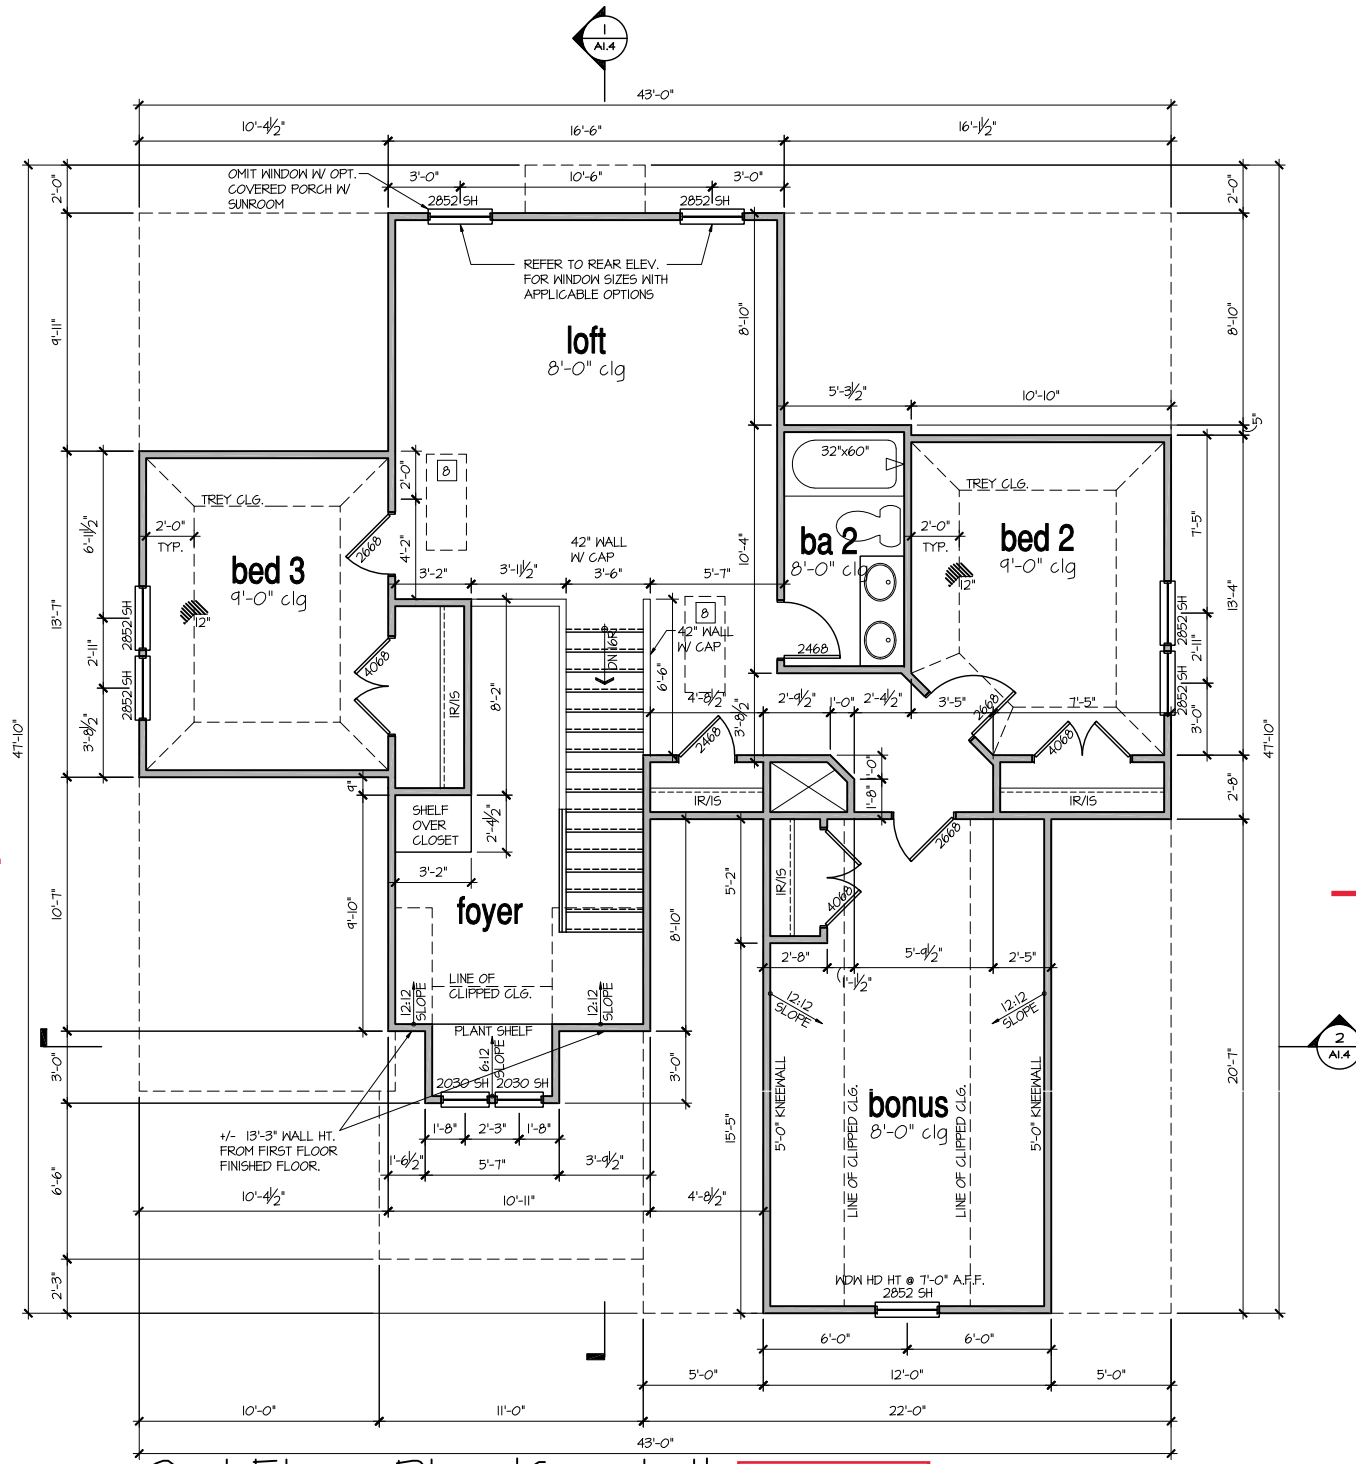 1
A1.4
43'-0"
10'-4½"
16'-6"
16'-1½"
OMIT WINDOW W/ OPT.
COVERED PORCH W/
SUNROOM
3'-0"
10'-6"
3'-0"
2'-0"
2'-0"
2852 SH
2852 SH
REFER TO REAR ELEV.
FOR WINDOW SIZES WITH
APPLICABLE OPTIONS
9'-11"
8'-10"
8'-10"
loft
8'-0" clg
5'-3½"
10'-10"
5"
32"x60"
8
2'-0"
TREY CLG.
TREY CLG.
2'-0"
TYP.
2'-0"
TYP.
6'-11½"
7'-5"
2668
4'-2"
42" WALL
W/ CAP
10'-4"
ba 2
8'-0" clg
bed 2
9'-0" clg
12"
bed 3
9'-0" clg
12"
3'-2"
3'-11½"
3'-6"
5'-7"
13'-7"
13'-4"
2852 SH
2852 SH
2'-11"
2852 SH
2852 SH
2'-11"
8
42" WALL
W/ CAP
DN 16R
2468
4068
6'-6"
IR/IS
8'-2"
4'-8½"
3'-8½"
2'-9½"
1'-0"
2'-4½"
3'-5"
2668
7'-5"
3'-0"
3'-8½"
47'-10"
47'-10"
2468
4068
9"
1'-0"
1'-8"
2'-8"
IR/IS
IR/IS
SHELF
OVER
CLOSET
2'-4½"
2668
3'-2"
5'-2"
IR/IS
4068
10'-7"
9'-10"
foyer
8'-10"
2'-8"
1'-1½"
5'-9½"
2'-5"
LINE OF
CLIPPED CLG.
12:12
SLOPE
12:12
SLOPE
12:12
SLOPE
12:12
SLOPE
PLANT SHELF
6:12
SLOPE
2
A1.4
3'-0"
3'-0"
20'-7"
2030 SH
2030 SH
5'-0" KNEEWALL
LINE OF CLIPPED CLG.
bonus
8'-0" clg
LINE OF CLIPPED CLG.
5'-0" KNEEWALL
15'-5"
+/- 13'-3" WALL HT.
FROM FIRST FLOOR
FINISHED FLOOR.
1'-8"
2'-3"
1'-8"
1'-6½"
5'-7"
3'-9½"
6'-6"
10'-4½"
10'-11"
4'-8½"
2'-3"
WDW HD HT @ 7'-0" A.F.F.
2852 SH
6'-0"
6'-0"
5'-0"
12'-0"
5'-0"
10'-0"
11'-0"
22'-0"
43'-0"